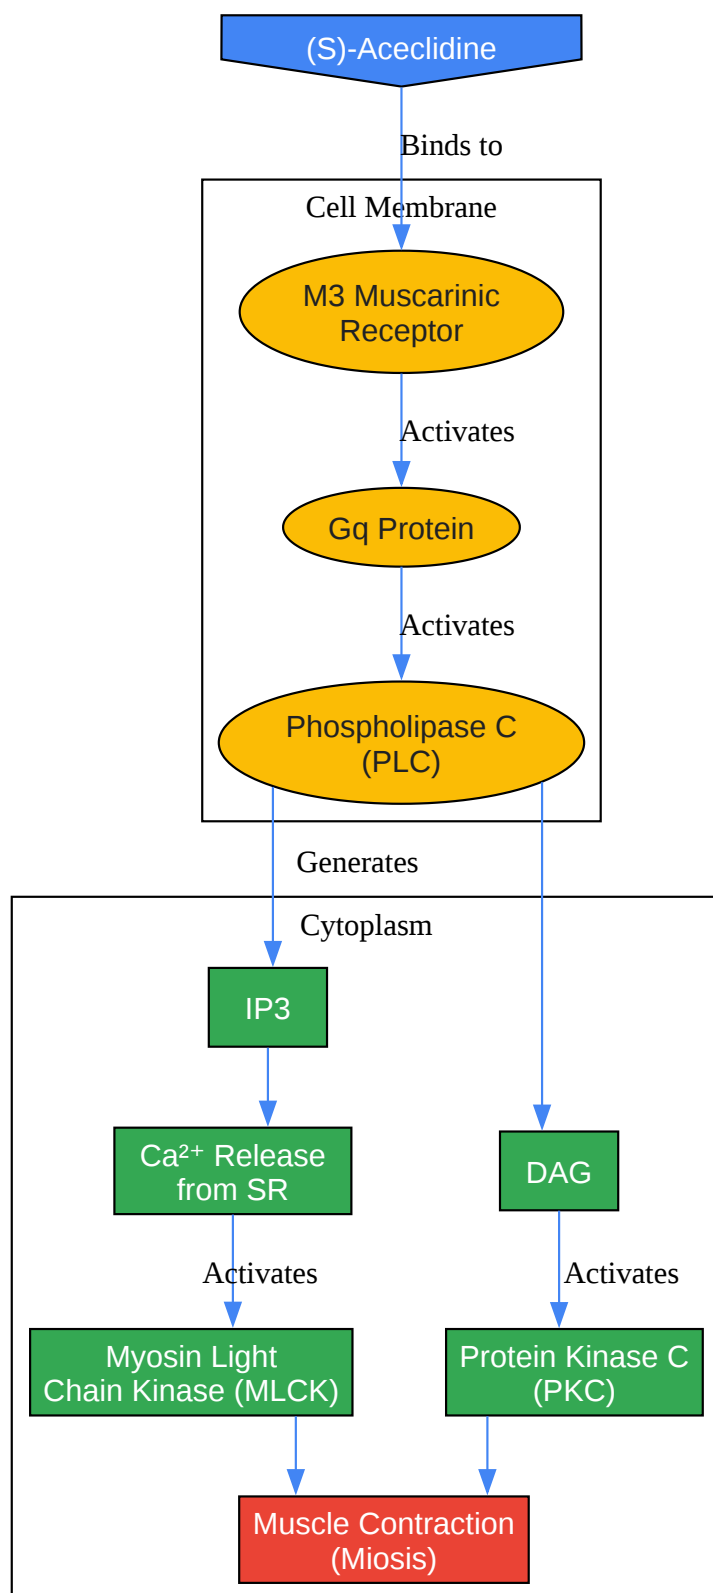 (S)-Aceclidine
Binds to
Cell Membrane
M3 Muscarinic
Receptor
Activates
Gq Protein
Activates
Phospholipase C
(PLC)
Generates
Cytoplasm
IP3
Ca²⁺ Release
from SR
DAG
Activates
Activates
Myosin Light
Chain Kinase (MLCK)
Protein Kinase C
(PKC)
Muscle Contraction
(Miosis)